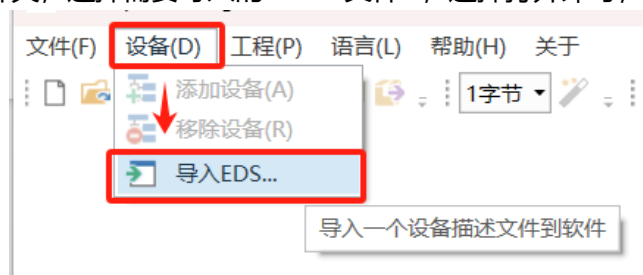 文件(F) 设备(D) 工程(P) 语言(L) 帮助(H) 关于
添加设备(A)
1字节
移除设备(R)
导入EDS...
导入一个设备描述文件到软件